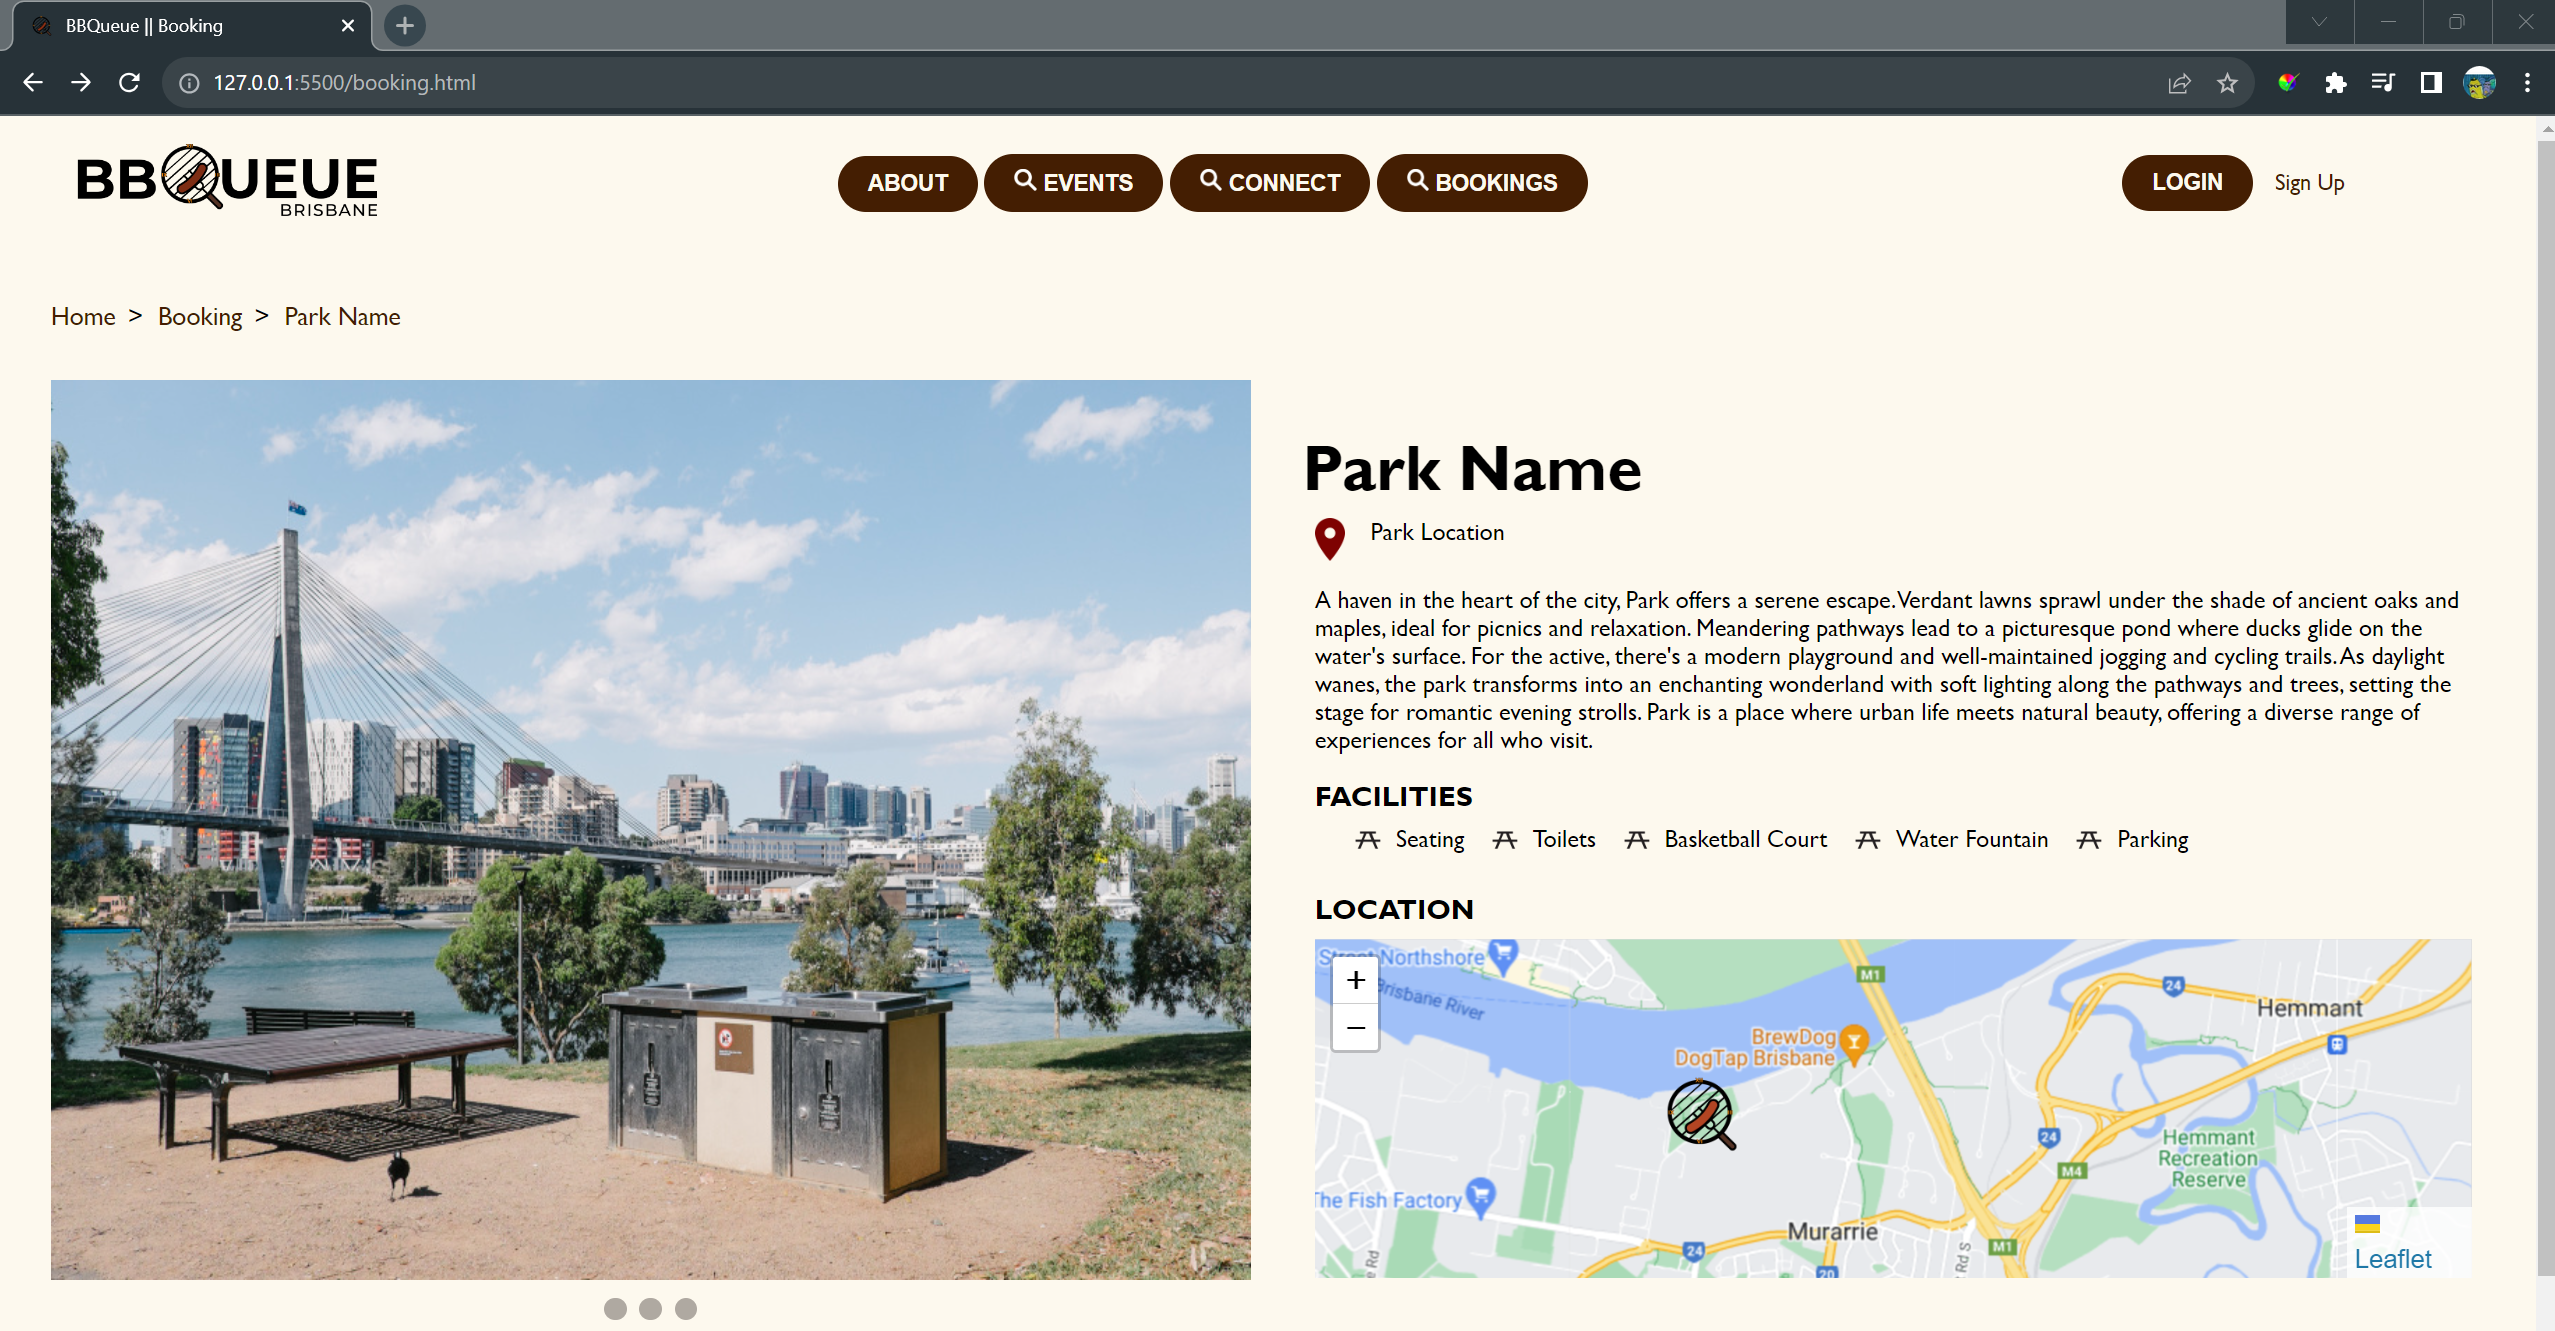 BBQueue || Booking
127.0.0.1:5500/booking.html
BBQUEUE
BRISBANE
ABOUT
EVENTS
CONNECT
BOOKINGS
LOGIN
Sign Up
Home > Booking > Park Name
Park Name
Park Location
A haven in the heart of the city, Park offers a serene escape. Verdant lawns sprawl under the shade of ancient oaks and
maples, ideal for picnics and relaxation. Meandering pathways lead to a picturesque pond where ducks glide on the
water's surface. For the active, there's a modern playground and well-maintained jogging and cycling trails. As daylight
wanes, the park transforms into an enchanting wonderland with soft lighting along the pathways and trees, setting the
stage for romantic evening strolls. Park is a place where urban life meets natural beauty, offering a diverse range of
experiences for all who visit.
FACILITIES
Seating
Toilets
Basketball Court
Water Fountain
Parking
LOCATION
Northshore
+
−
Brisbane River
M1
24
Hemmant
BrewDog
DogTap Brisbane
24
M4
Hemmant
Recreation
Reserve
The Fish Factory
Murarrie
24
M1
20
Rd
Rd S
Leaflet